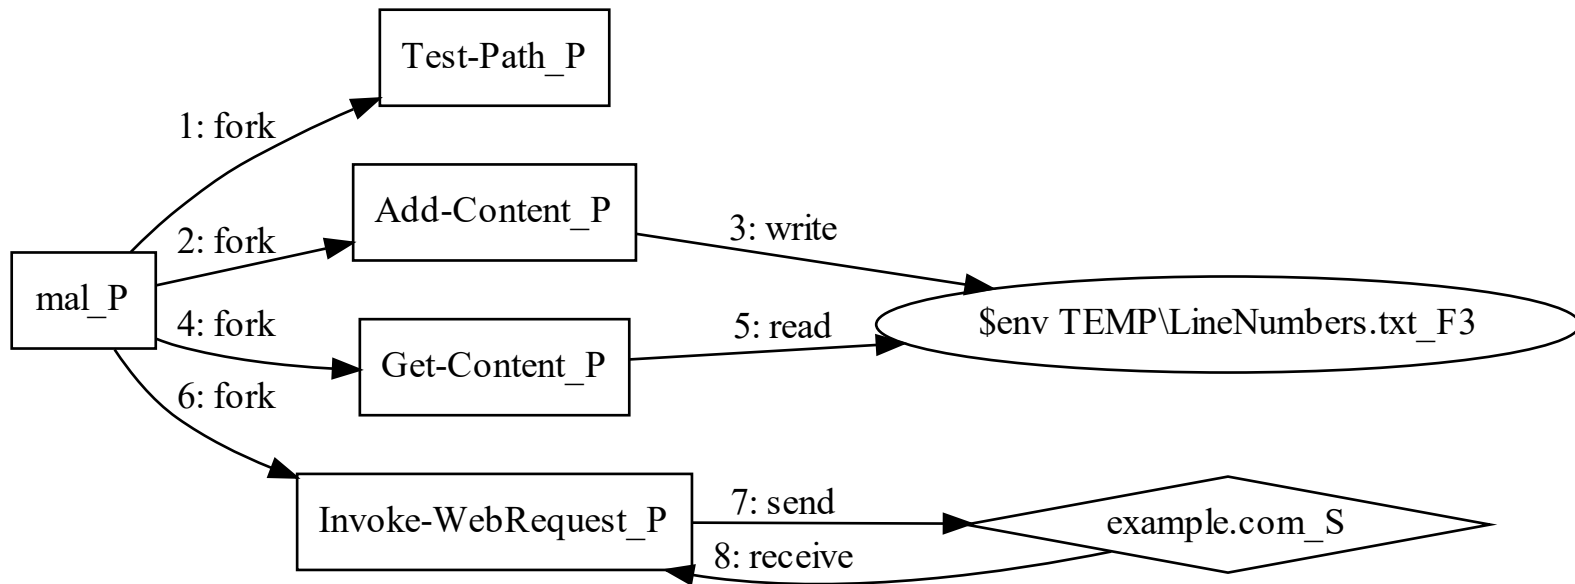 Test-Path_P
1: fork
Add-Content_P
2: fork
3: write
mal_P
$env TEMP\LineNumbers.txt_F3
4: fork
5: read
Get-Content_P
6: fork
7: send
Invoke-WebRequest_P
example.com_S
8: receive